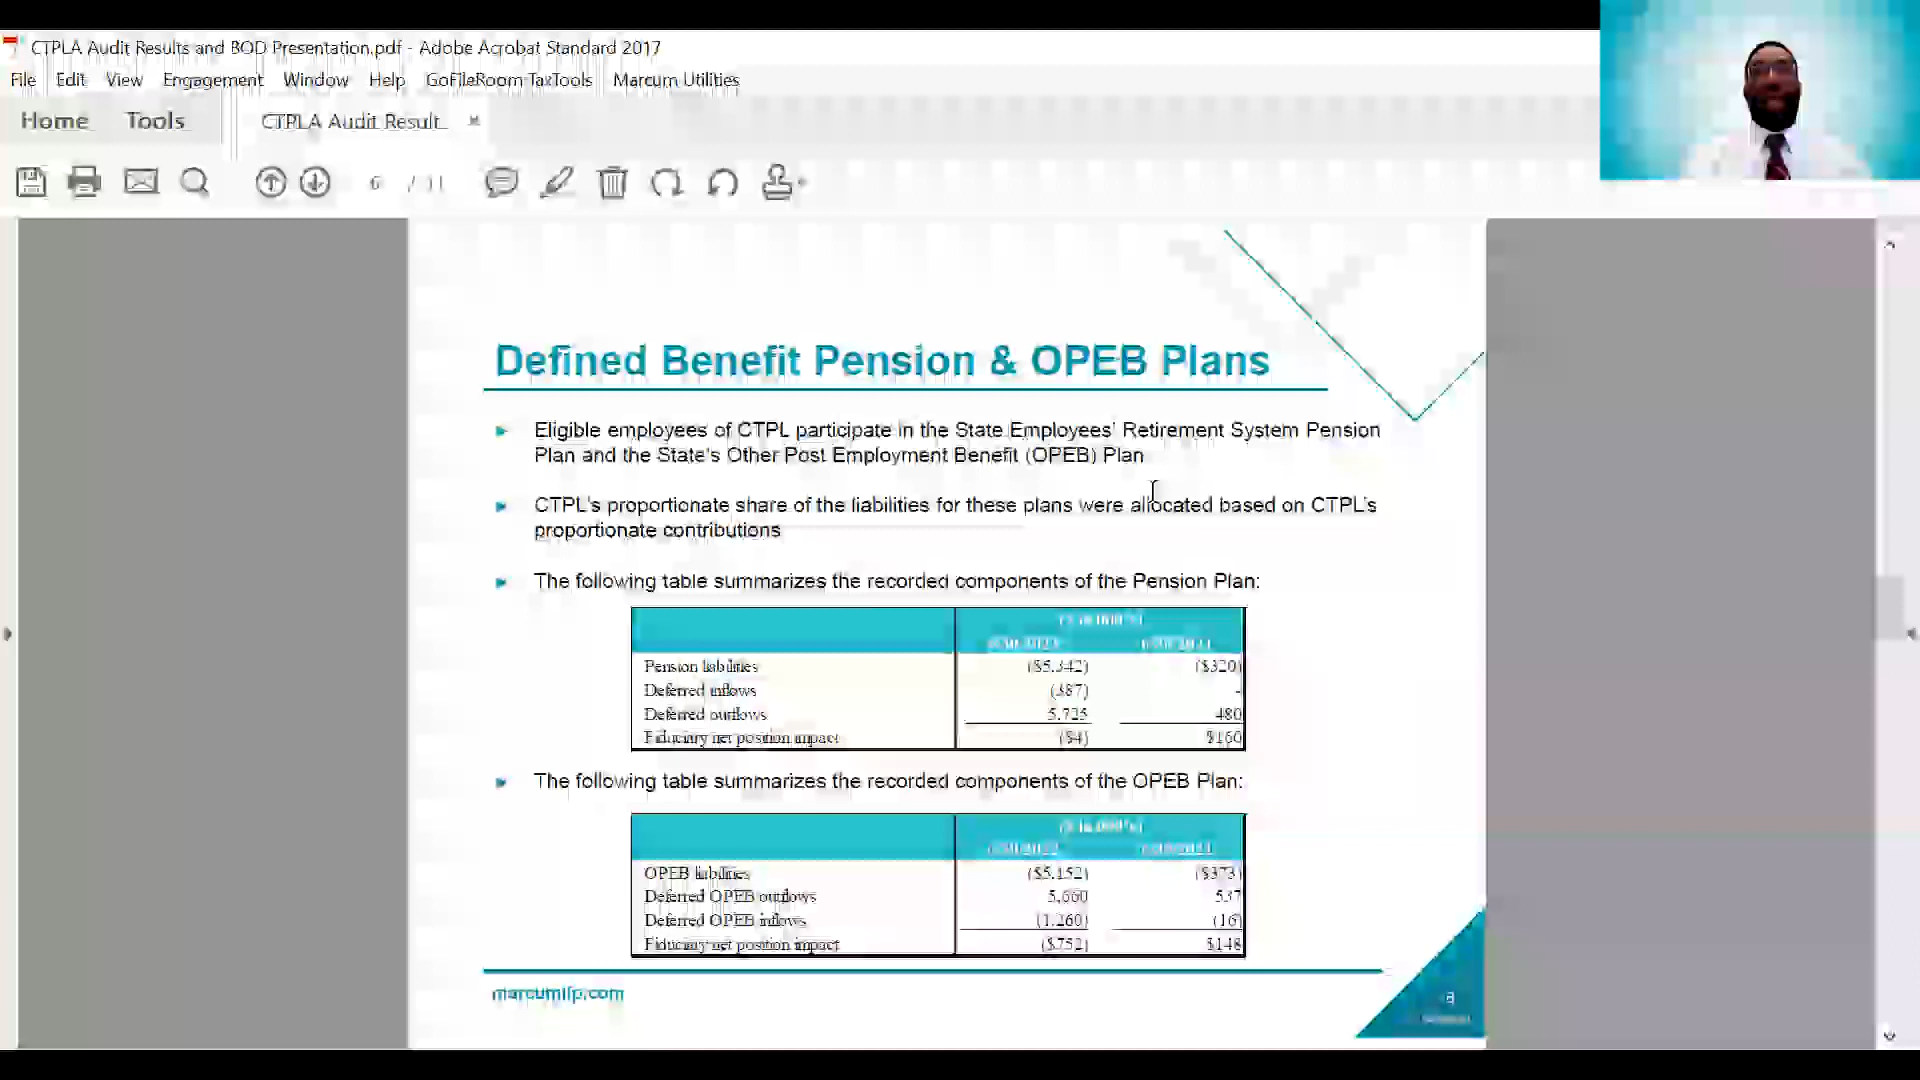 CTPLA Audit Results and BOD Presentation.pdf - Adobe Acrobat Standard 2017
File Edit View Engagement Window Help GoFileRoom TaxTools Marcum Utilities
Home Tools CTPLA Audit Result...
6 / 11
Defined Benefit Pension & OPEB Plans
Eligible employees of CTPL participate in the State Employees' Retirement System Pension
Plan and the State's Other Post Employment Benefit (OPEB) Plan
CTPL's proportionate share of the liabilities for these plans were allocated based on CTPL's
proportionate contributions
The following table summarizes the recorded components of the Pension Plan:
Pension liabilities ($5,342) ($320)
Deferred inflows (387) -
Deferred outflows 5,725 480
Fiduciary net position impact ($4) $160
The following table summarizes the recorded components of the OPEB Plan:
OPEB liabilities ($5,152) ($373)
Deferred OPEB outflows 5,660 537
Deferred OPEB inflows (1,260) (16)
Fiduciary net position impact ($752) $148
marcumllp.com